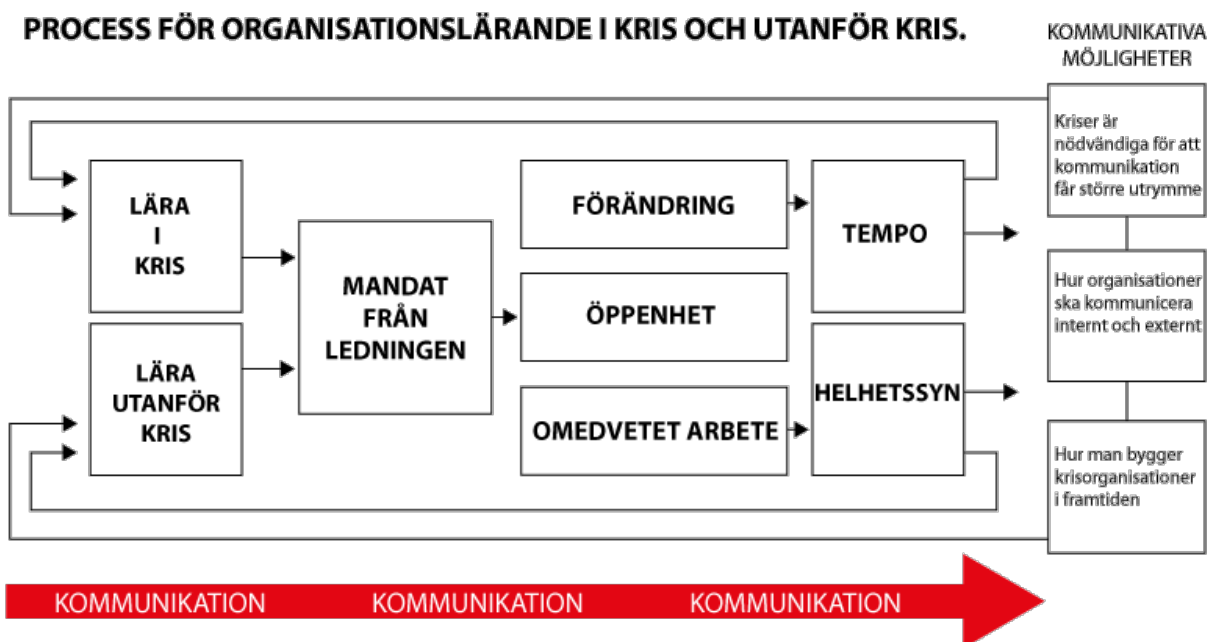 PROCESS FÖR ORGANISATIONSLÄRANDE I KRIS OCH UTANFÖR KRIS.
KOMMUNIKATIVA
MÖJLIGHETER
LÄRA
I
KRIS
LÄRA
UTANFÖR
KRIS
MANDAT
FRÅN
LEDNINGEN
FÖRÄNDRING
ÖPPENHET
OMEDVETET ARBETE
TEMPO
HELHETSSYN
Kriser är
nödvändiga för att
kommunikation
får större utrymme
Hur organisationer
ska kommunicera
internt och externt
Hur man bygger
krisorganisationer
i framtiden
KOMMUNIKATION KOMMUNIKATION KOMMUNIKATION